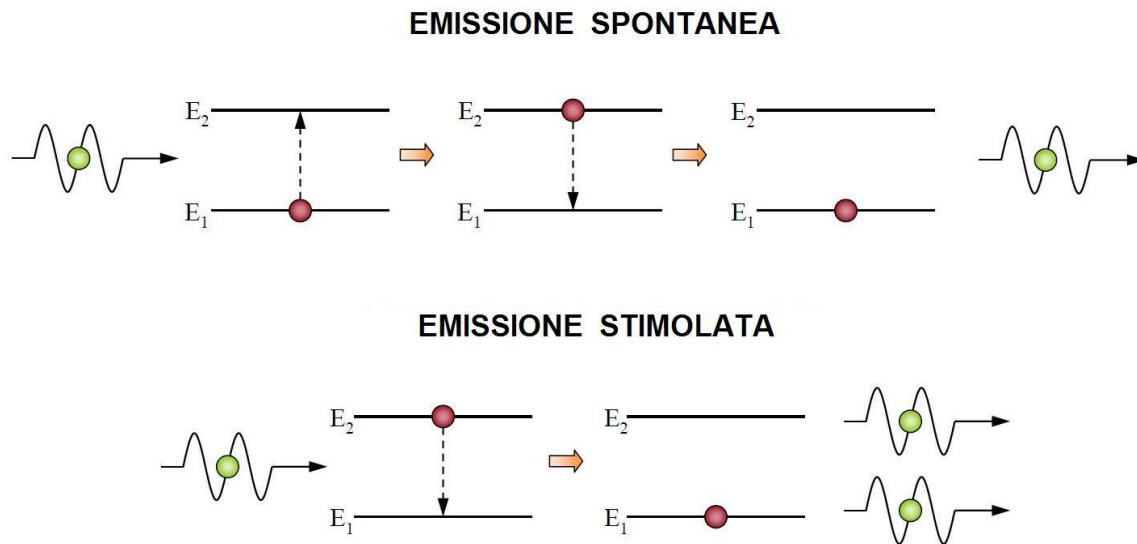 EMISSIONE SPONTANEA
E2 E2 E2
E1 E1 E1
EMISSIONE STIMOLATA
E2 E2
E1 E1